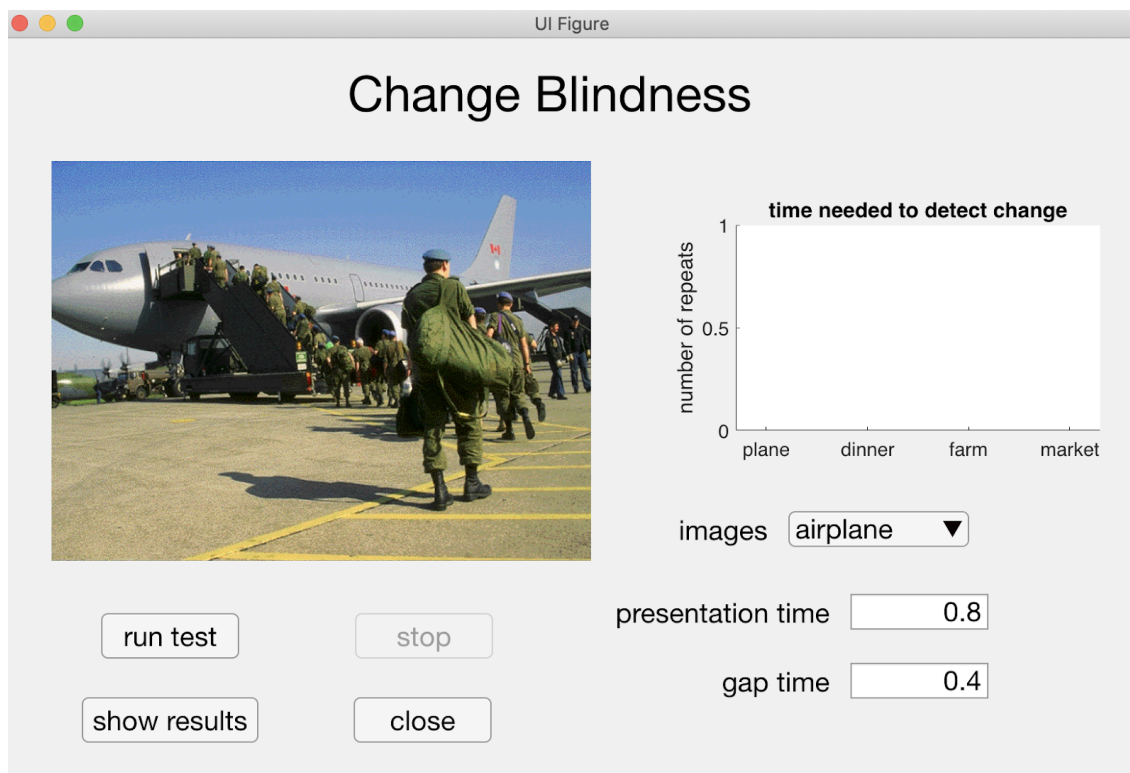 UI Figure
Change Blindness
time needed to detect change
number of repeats
1
0.5
0
plane dinner farm market
images airplane
presentation time 0.8
gap time 0.4
run test stop
show results close